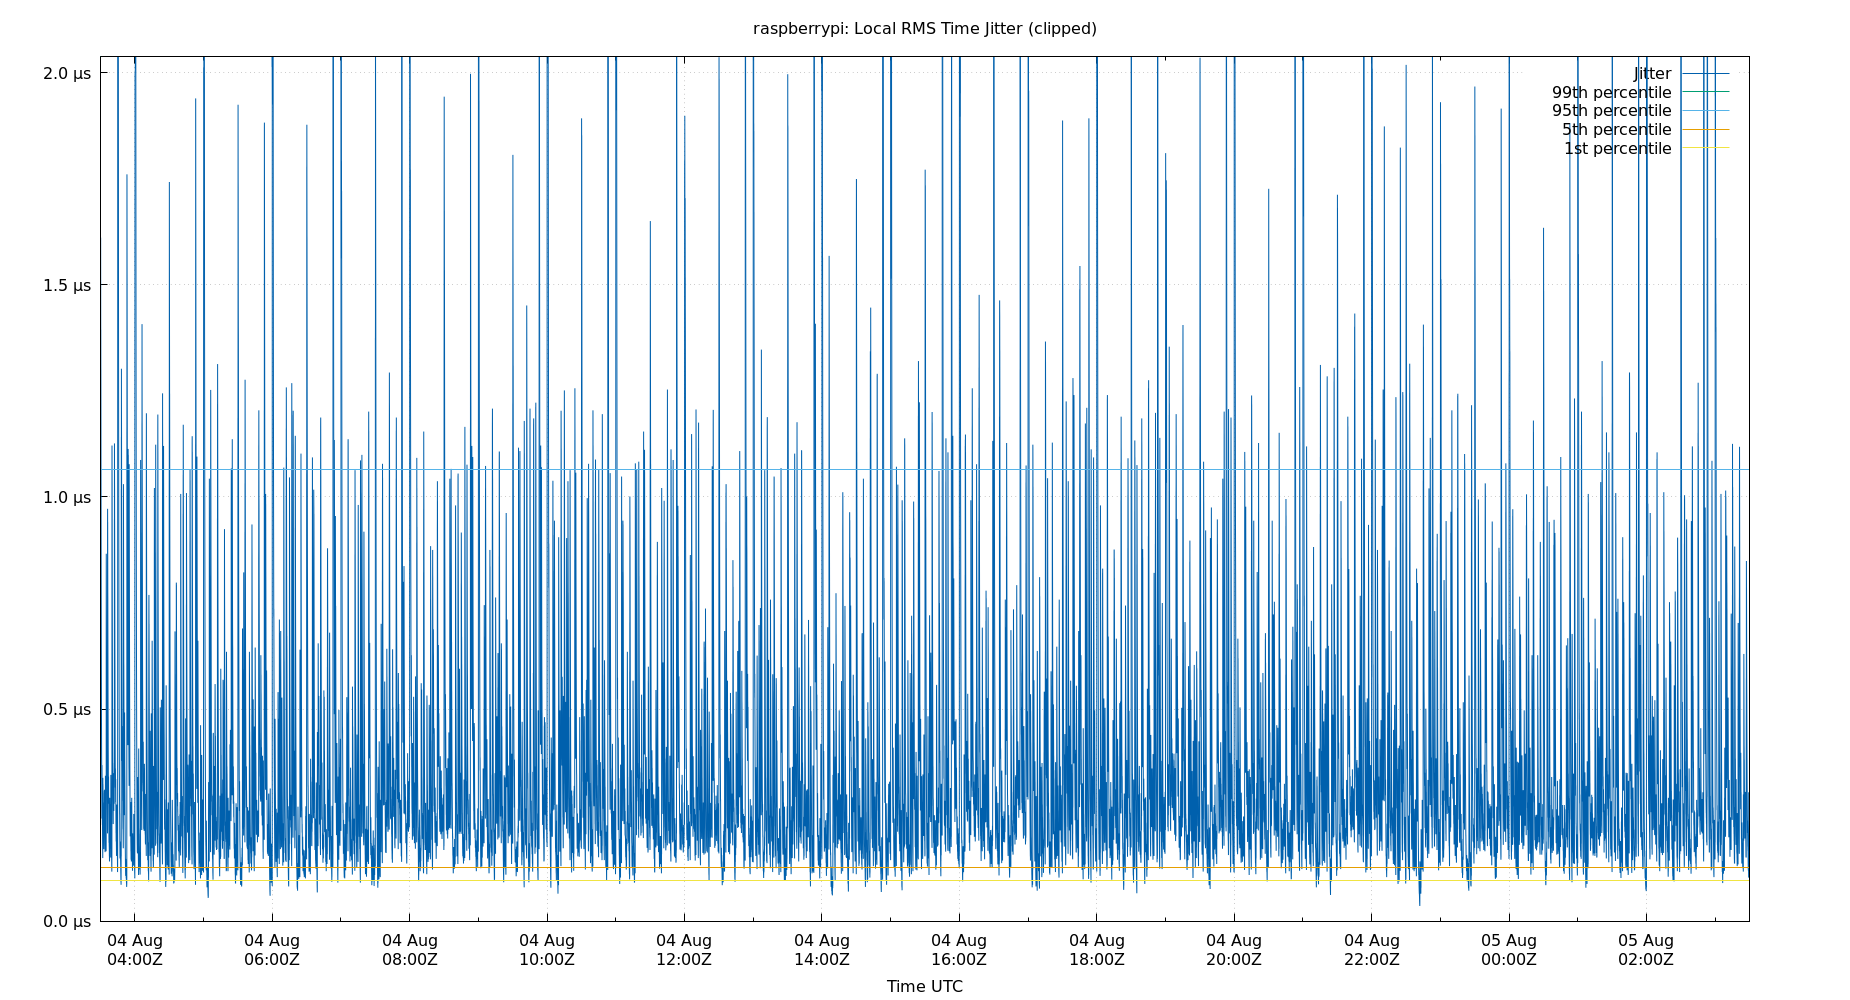 raspberrypi: Local RMS Time Jitter (clipped)
2.0 µs
1.5 µs
1.0 µs
0.5 µs
0.0 µs
Jitter
99th percentile
95th percentile
5th percentile
1st percentile
04 Aug 04 Aug 04 Aug 04 Aug 04 Aug 04 Aug 04 Aug 04 Aug 04 Aug 04 Aug 05 Aug 05 Aug
04:00Z 06:00Z 08:00Z 10:00Z 12:00Z 14:00Z 16:00Z 18:00Z 20:00Z 22:00Z 00:00Z 02:00Z
Time UTC